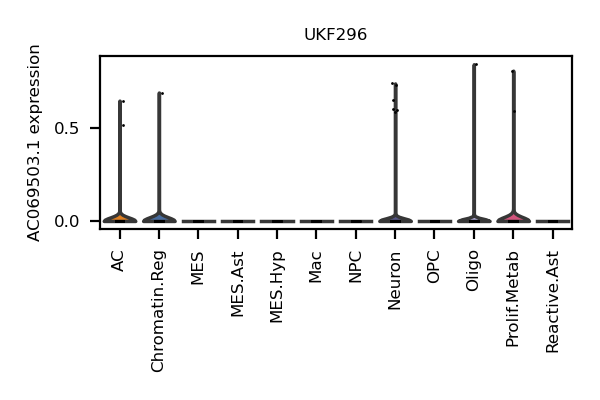 UKF296
AC069503.1 expression
0.5
0.0
AC
Chromatin.Reg
MES
MES.Ast
MES.Hyp
Mac
NPC
Neuron
OPC
Oligo
Prolif.Metab
Reactive.Ast